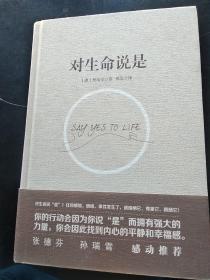 对生命说是
SAY YES TO LIFE
你的行动会因为你说“是”而拥有强大的
力量，你会因此找到内心的平静和幸福感。
张德芬 孙瑞雪 感动推荐